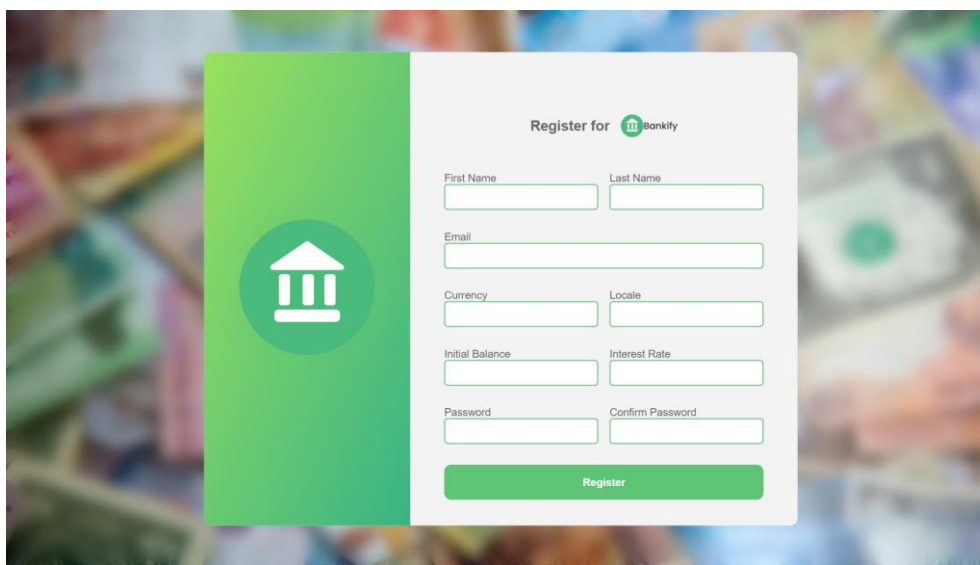 Register for Bankify
First Name Last Name
Email
Currency Locale
Initial Balance Interest Rate
Password Confirm Password
Register